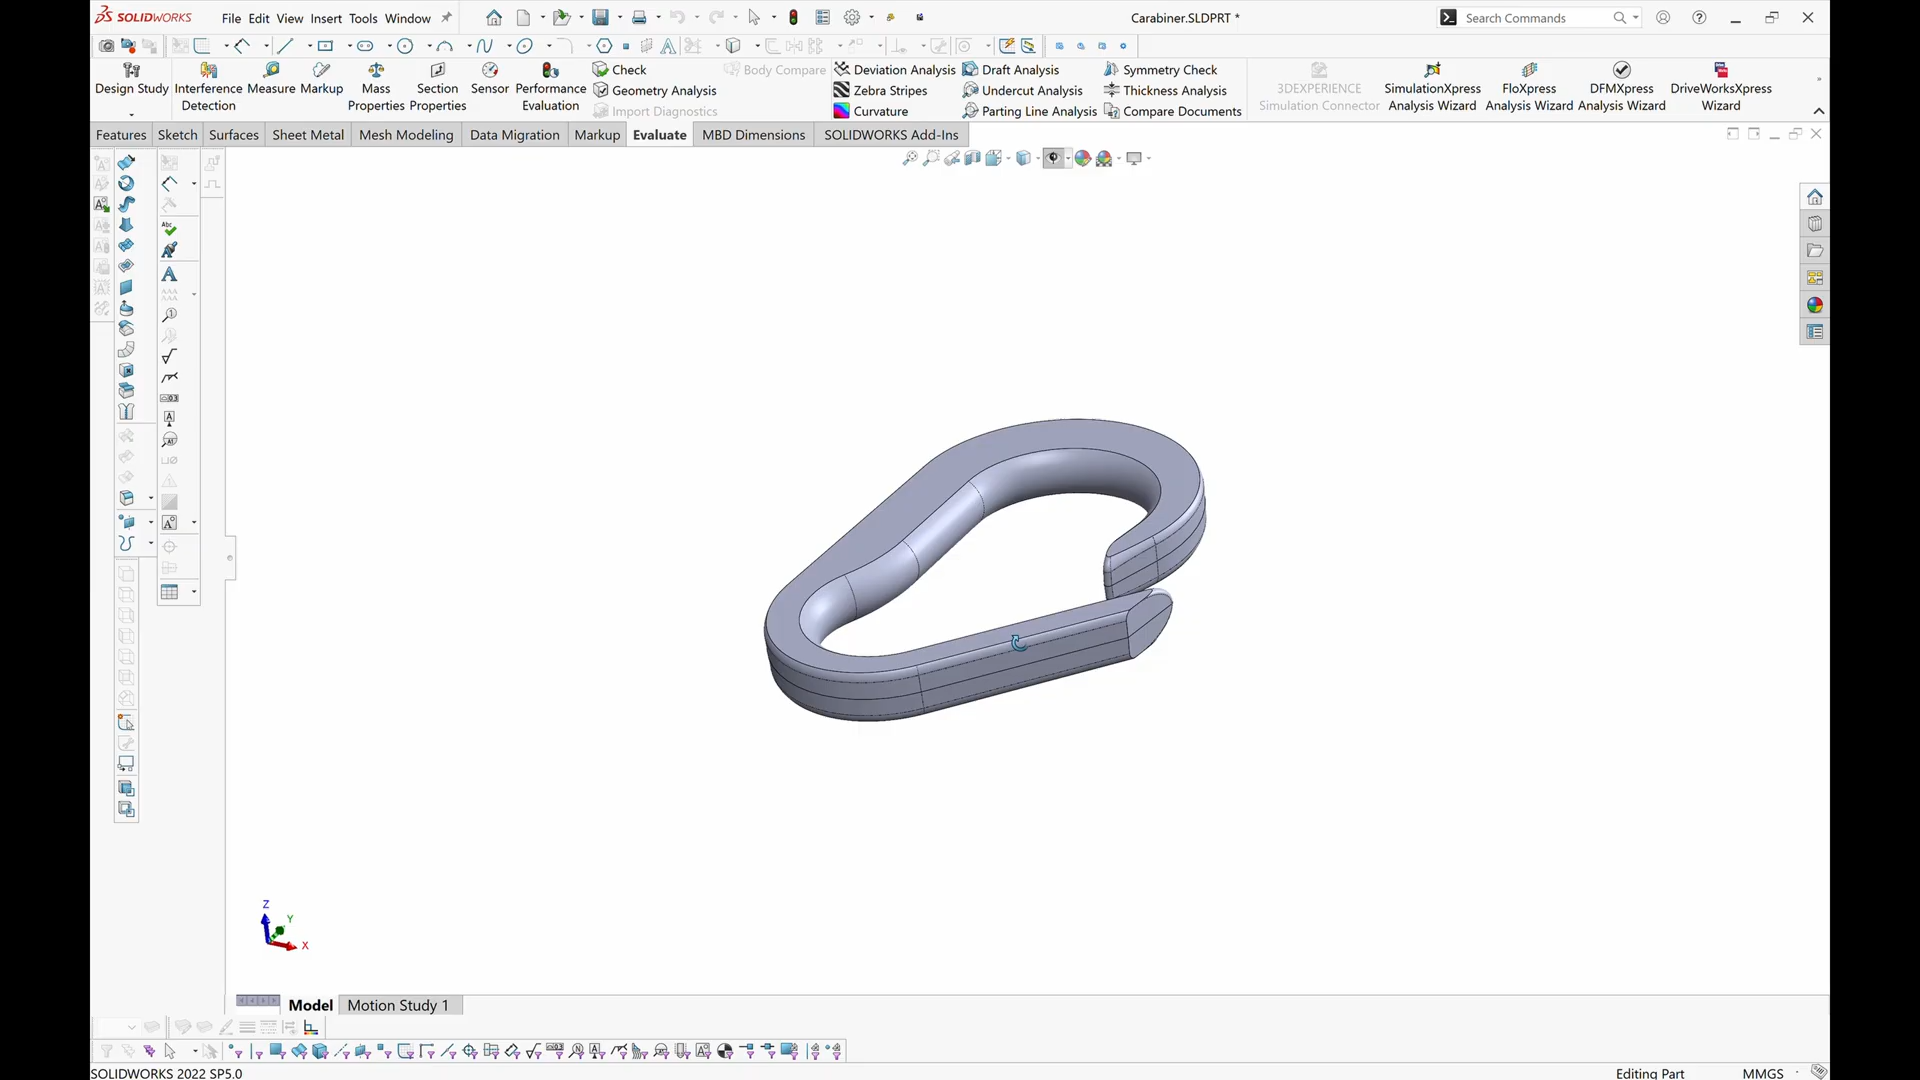 SOLIDWORKS File Edit View Insert Tools Window Carabiner.SLDPRT * Search Commands
Design Study Interference Detection Measure Markup Mass Properties Section Properties Sensor Performance Evaluation
Check Body Compare Deviation Analysis Draft Analysis Symmetry Check
Geometry Analysis Zebra Stripes Undercut Analysis Thickness Analysis
Import Diagnostics Curvature Parting Line Analysis Compare Documents
3DEXPERIENCE Simulation Connector SimulationXpress Analysis Wizard FloXpress Analysis Wizard DFMXpress Analysis Wizard DriveWorksXpress Wizard
Features Sketch Surfaces Sheet Metal Mesh Modeling Data Migration Markup Evaluate MBD Dimensions SOLIDWORKS Add-Ins
Z
Y
X
Model Motion Study 1
SOLIDWORKS 2022 SP5.0 Editing Part MMGS